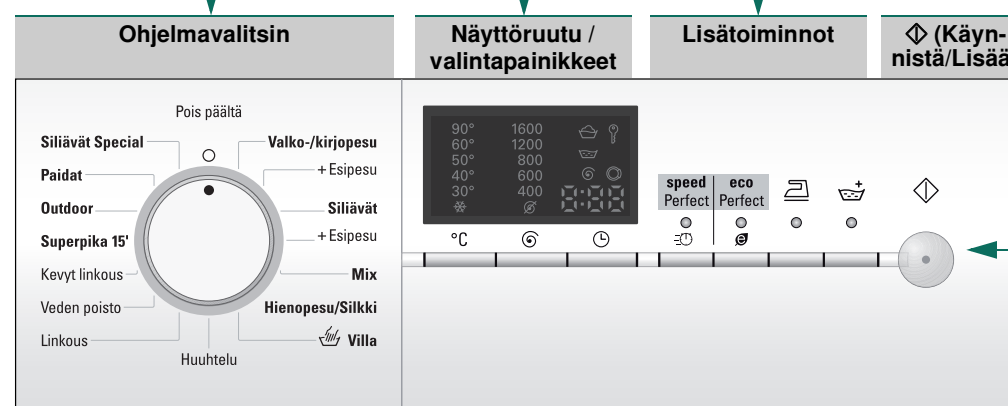 Ohjelmavalitsin
Näyttöruutu /
valintapainikkeet
Lisätoiminnot
(Käyn-
nistä/Lisää
Pois päältä
Siliävät Special
Paidat
Outdoor
Superpika 15'
Kevyt linkous
Veden poisto
Linkous
Huuhtelu
Valko-/kirjopesu
+ Esipesu
Siliävät
+ Esipesu
Mix
Hienopesu/Silkki
Villa
90° 1600
60° 1200
50° 800
40° 600
30° 400
8:88
°C
speed
Perfect
eco
Perfect